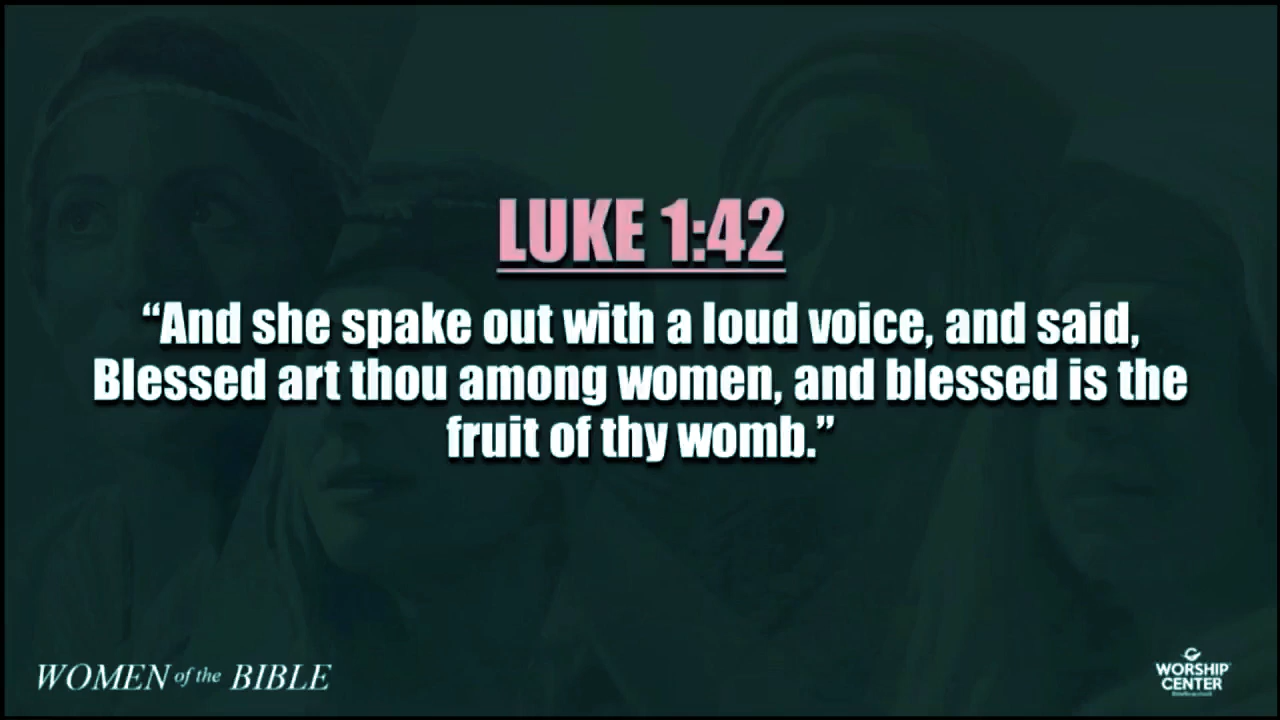 LUKE 1:42
“And she spake out with a loud voice, and said,
Blessed art thou among women, and blessed is the
fruit of thy womb.”
WOMEN of the BIBLE
WORSHIP
CENTER